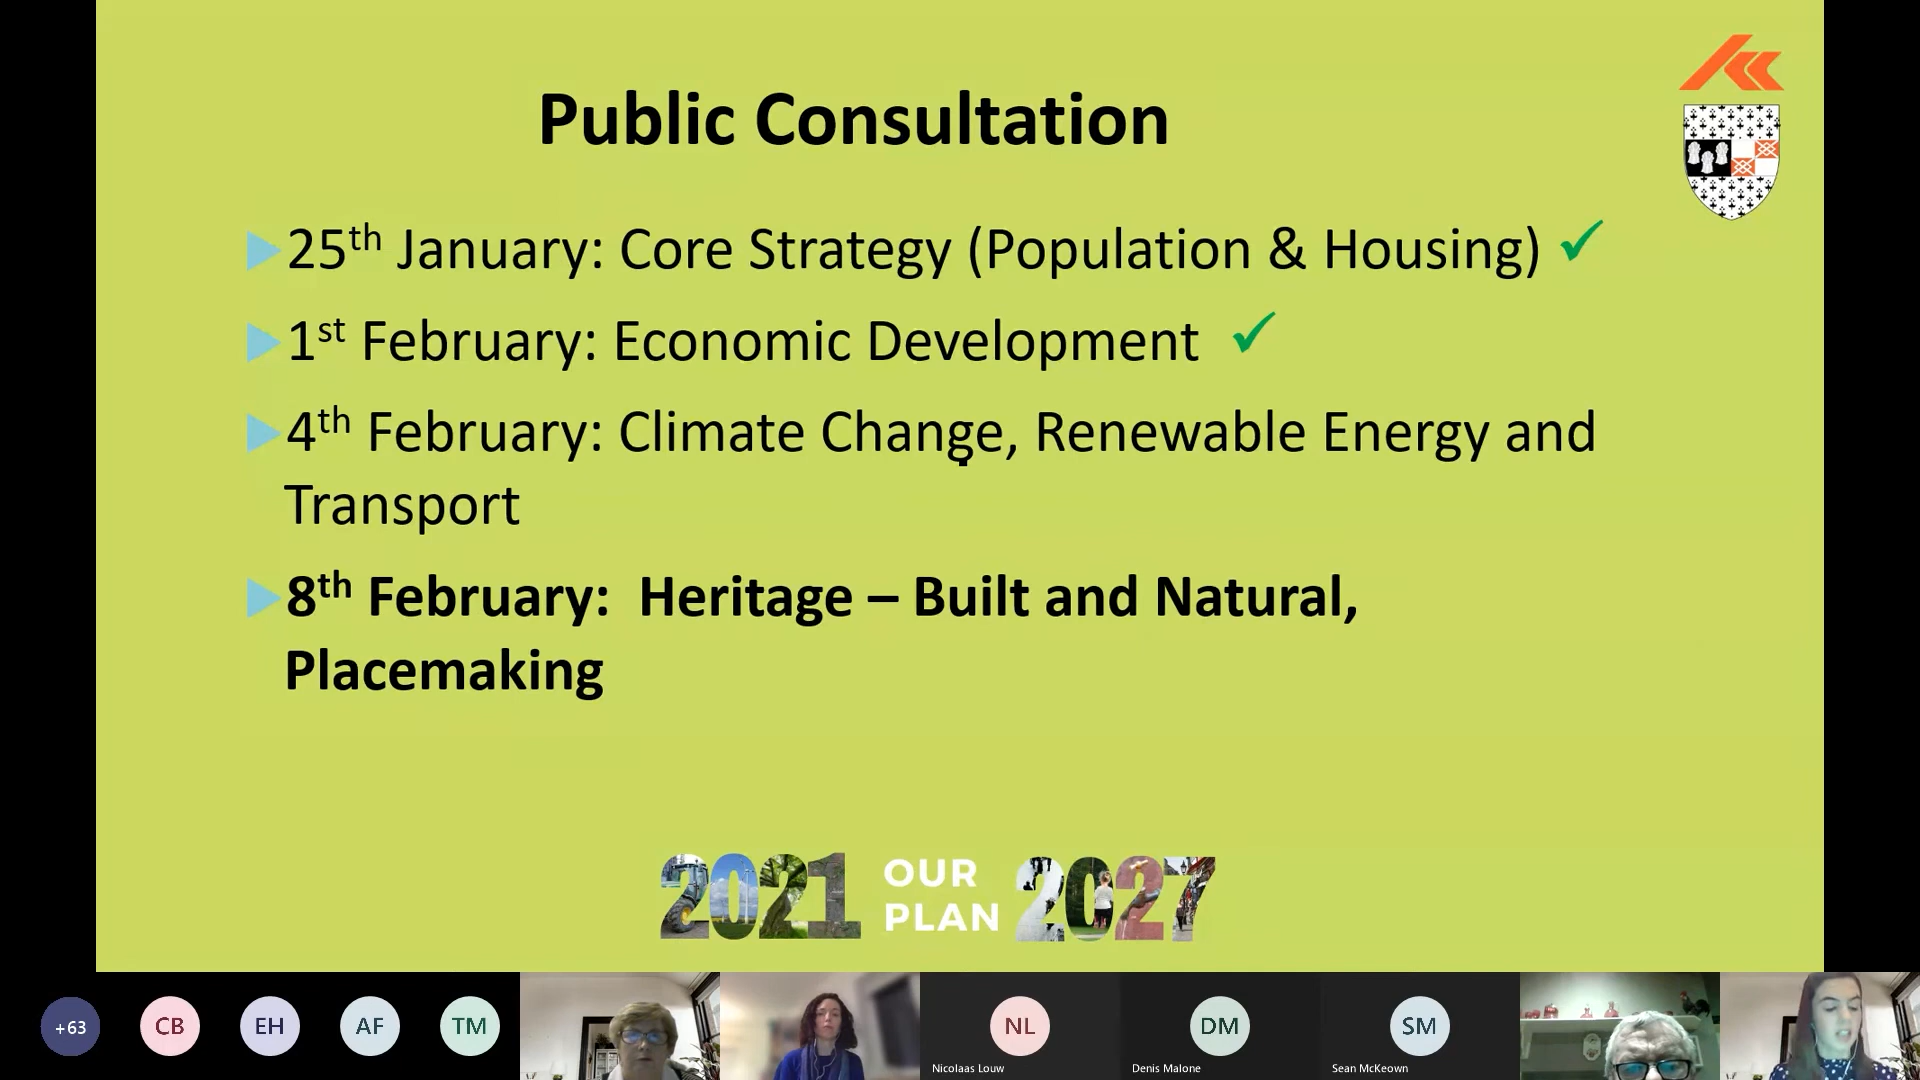 Public Consultation
25th January: Core Strategy (Population & Housing) ✓
1st February: Economic Development ✓
4th February: Climate Change, Renewable Energy and
Transport
8th February: Heritage – Built and Natural,
Placemaking
2021 OUR PLAN 2027
+63
CB
EH
AF
TM
NL
Nicolaas Louw
DM
Denis Malone
SM
Sean McKeown